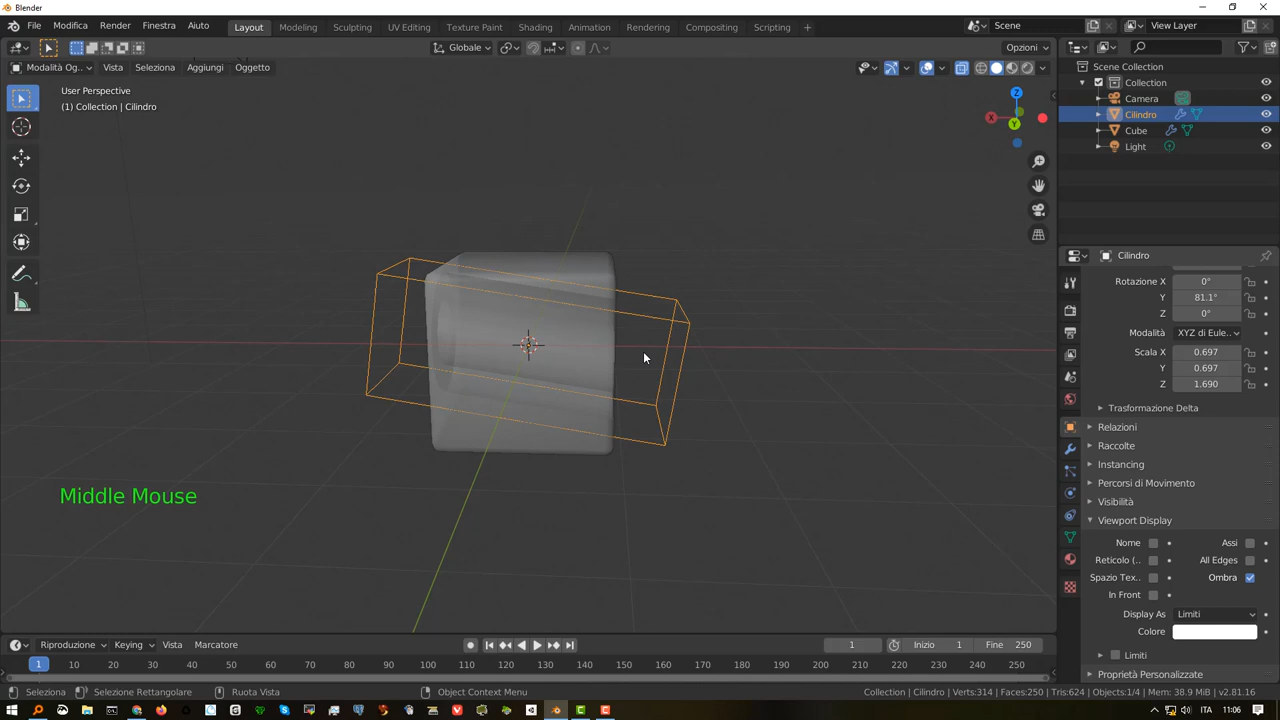 Blender
File Modifica Render Finestra Aiuto Layout Modeling Sculpting UV Editing Texture Paint Shading Animation Rendering Compositing Scripting + Scene View Layer
Globale Opzioni
Modalità Og... Vista Seleziona Aggiungi Oggetto
User Perspective
(1) Collection | Cilindro
Z
X
Y
Scene Collection
Collection
Camera
Cilindro
Cube
Light
Cilindro
Rotazione X 0°
Y 81.1°
Z 0°
Modalità XYZ di Eule...
Scala X 0.697
Y 0.697
Z 1.690
Trasformazione Delta
Relazioni
Raccolte
Instancing
Percorsi di Movimento
Visibilità
Viewport Display
Nome Assi
Reticolo (.. All Edges
Spazio Tex.. Ombra
In Front
Display As Limiti
Colore
Limiti
Proprietà Personalizzate
Middle Mouse
Riproduzione Keying Vista Marcatore 1 Inizio 1 Fine 250
1 10 20 30 40 50 60 70 80 90 100 110 120 130 140 150 160 170 180 190 200 210 220 230 240 250
Seleziona Selezione Rettangolare Ruota Vista Object Context Menu Collection | Cilindro | Verts:314 | Faces:250 | Tris:624 | Objects:1/4 | Mem: 38.9 MiB | v2.81.16
ITA 11:06